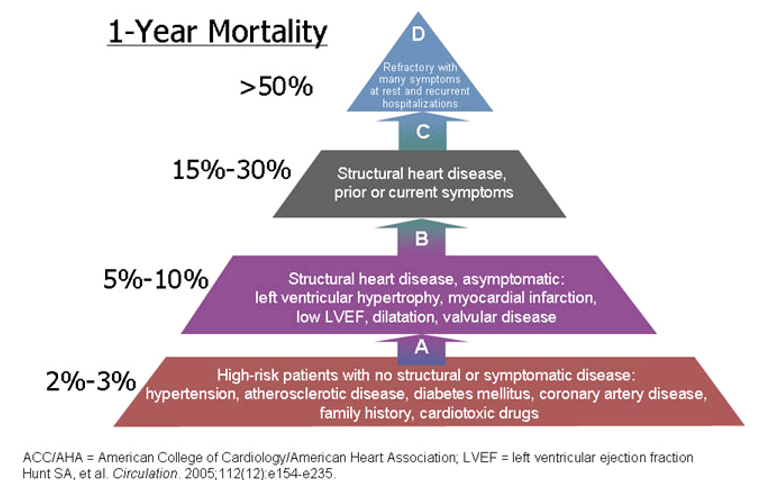 1-Year Mortality
D
Refractory with
many symptoms
at rest and recurrent
hospitalizations
>50%
C
15%-30%
Structural heart disease,
prior or current symptoms
B
5%-10%
Structural heart disease, asymptomatic:
left ventricular hypertrophy, myocardial infarction,
low LVEF, dilatation, valvular disease
A
2%-3%
High-risk patients with no structural or symptomatic disease:
hypertension, atherosclerotic disease, diabetes mellitus, coronary artery disease,
family history, cardiotoxic drugs
ACC/AHA = American College of Cardiology/American Heart Association; LVEF = left ventricular ejection fraction
Hunt SA, et al. Circulation. 2005;112(12):e154-e235.